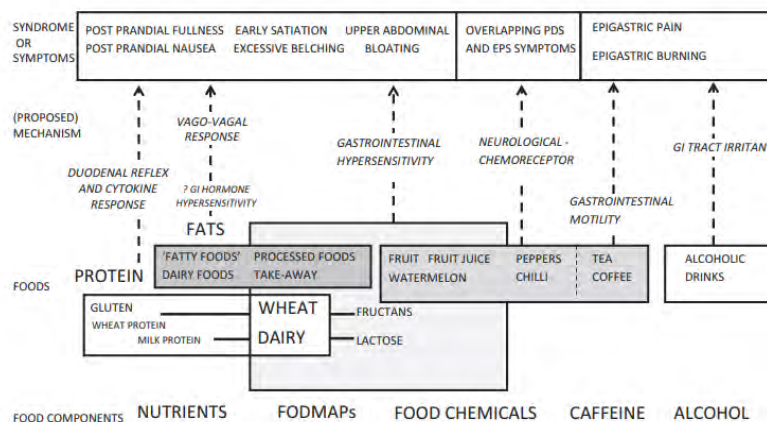 SYNDROME OR SYMPTOMS
POST PRANDIAL FULLNESS EARLY SATIATION UPPER ABDOMINAL
POST PRANDIAL NAUSEA EXCESSIVE BELCHING BLOATING
OVERLAPPING PDS
AND EPS SYMPTOMS
EPIGASTRIC PAIN
EPIGASTRIC BURNING
(PROPOSED)
MECHANISM
DUODENAL REFLEX
AND CYTOKINE
RESPONSE
VAGO-VAGAL
RESPONSE
? GI HORMONE
HYPERSENSITIVITY
GASTROINTESTINAL
HYPERSENSITIVITY
NEUROLOGICAL -
CHEMORECEPTOR
GASTROINTESTINAL
MOTILITY
GI TRACT IRRITAN
FOODS
PROTEIN
FATS
'FATTY FOODS' PROCESSED FOODS
DAIRY FOODS TAKE-AWAY
FRUIT FRUIT JUICE
WATERMELON
PEPPERS
CHILLI
TEA
COFFEE
ALCOHOLIC
DRINKS
GLUTEN
WHEAT PROTEIN
MILK PROTEIN
WHEAT
DAIRY
FRUCTANS
LACTOSE
FOOD COMPONENTS NUTRIENTS FODMAPs FOOD CHEMICALS CAFFEINE ALCOHOL